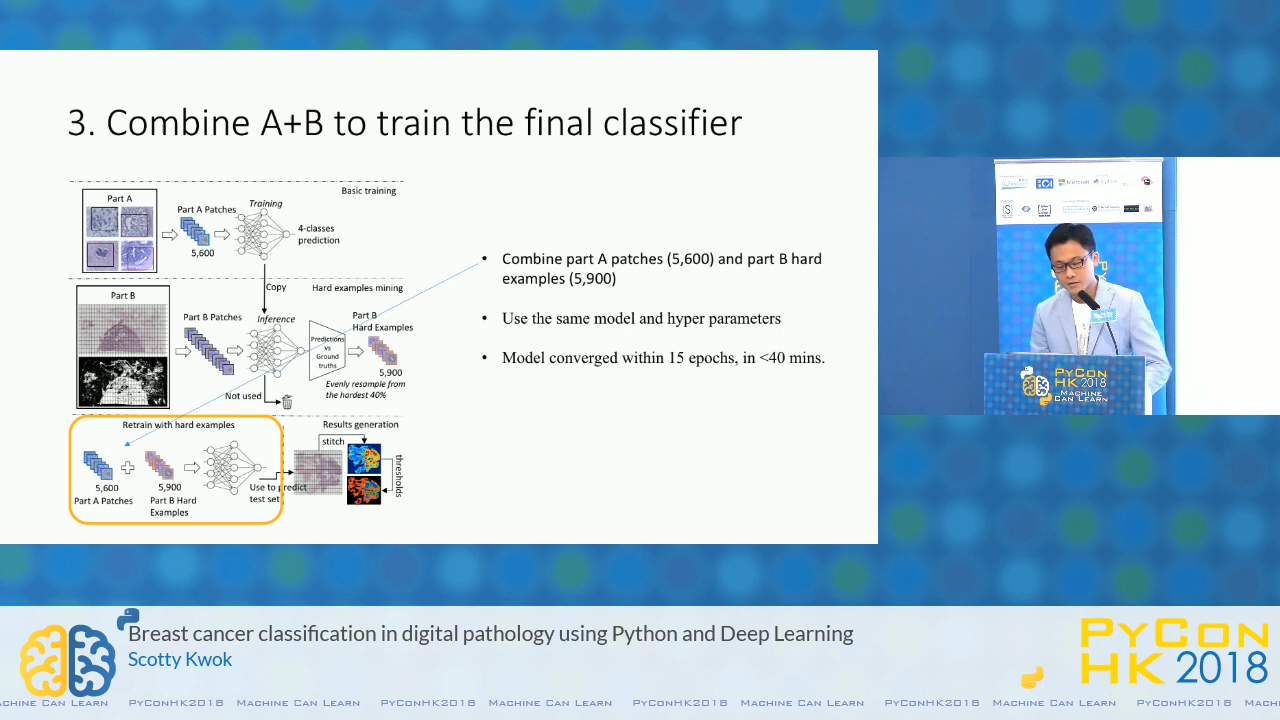 3. Combine A+B to train the final classifier
Basic training
Part A
Part A Patches
5,600
Training
4-classes
prediction
Copy
Hard examples mining
Part B
Part B Patches
Inference
Predictions
vs
Ground
truths
Part B
Hard Examples
5,900
Evenly resample from
the hardest 40%
Not used
Retrain with hard examples
5,600
Part A Patches
5,900
Part B Hard
Examples
Use to predict
test set
Results generation
stitch
thresholds
• Combine part A patches (5,600) and part B hard
examples (5,900)
• Use the same model and hyper parameters
• Model converged within 15 epochs, in <40 mins.
Microsoft
PyCon
HK2018
Machine
Can Learn
Breast cancer classification in digital pathology using Python and Deep Learning
Scotty Kwok
PyCon
HK 2018
achine Can Learn PyConHK2018 Machine Can Learn PyConHK2018 Machine Can Learn PyConHK2018 Machine Can Learn PyConHK2018 Machine Can Learn PyConHK2018 Mach